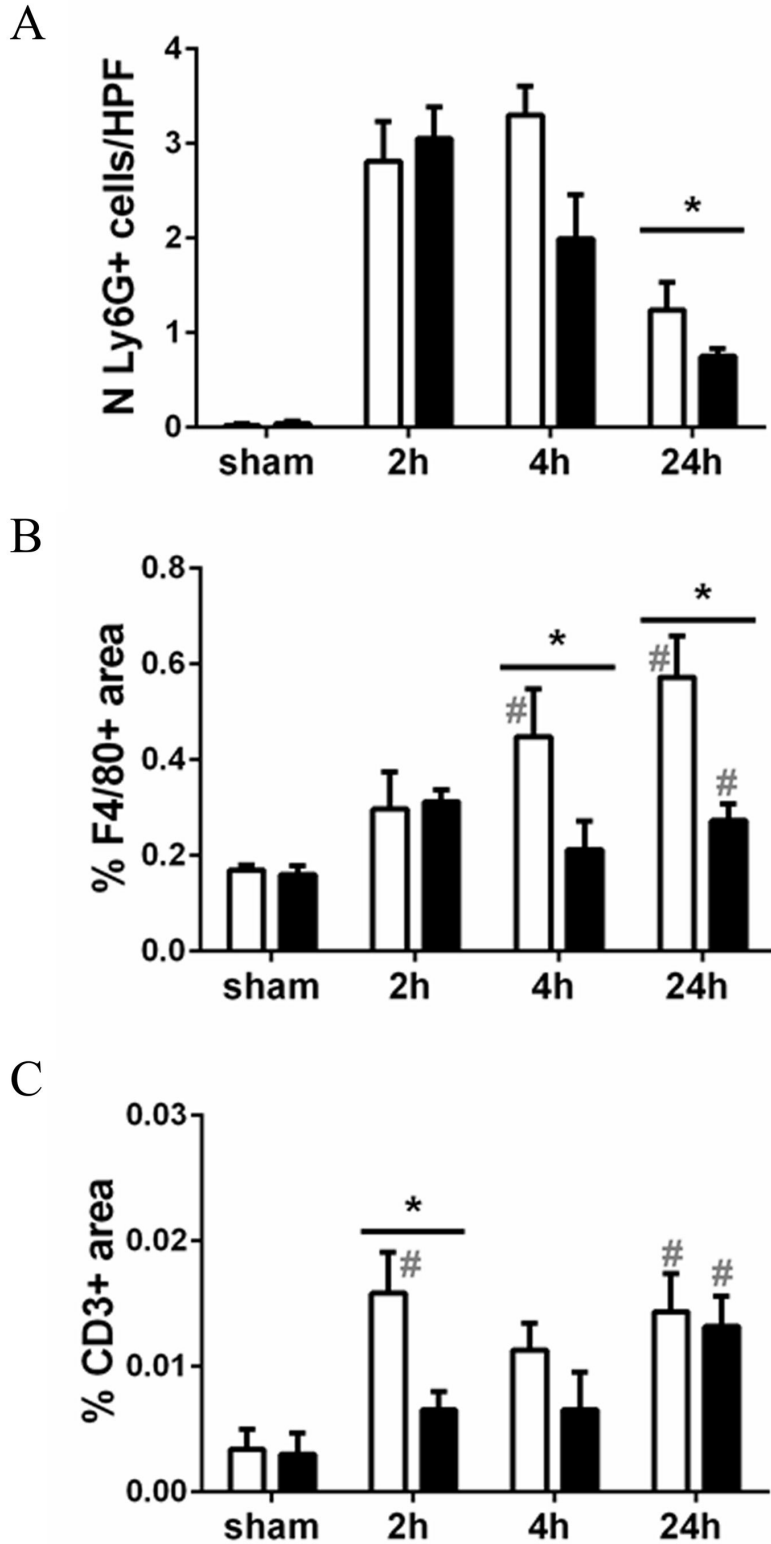 A
N Ly6G+ cells/HPF
4
3
2
1
0
*
sham 2h 4h 24h
B
% F4/80+ area
0.8
0.6
0.4
0.2
0.0
* *
# # #
sham 2h 4h 24h
C
% CD3+ area
0.03
0.02
0.01
0.00
*
# # #
sham 2h 4h 24h